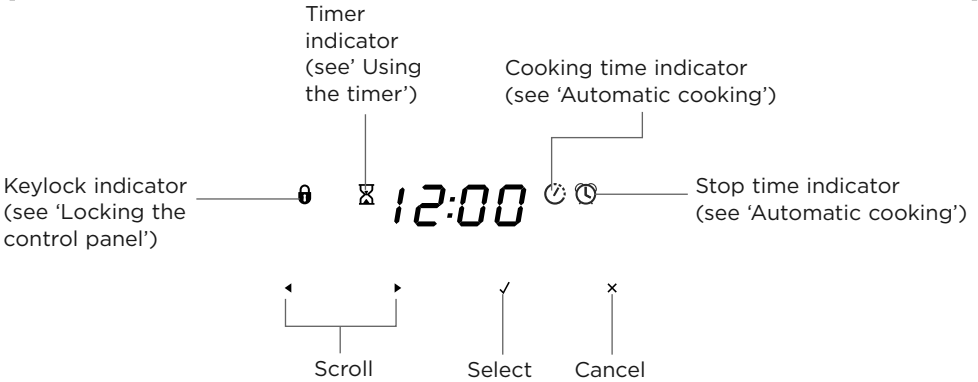 Timer
indicator
(see‘ Using
the timer’)
Cooking time indicator
(see ‘Automatic cooking’)
Keylock indicator
(see ‘Locking the
control panel’)
12:00
Stop time indicator
(see ‘Automatic cooking’)
Scroll
Select
Cancel